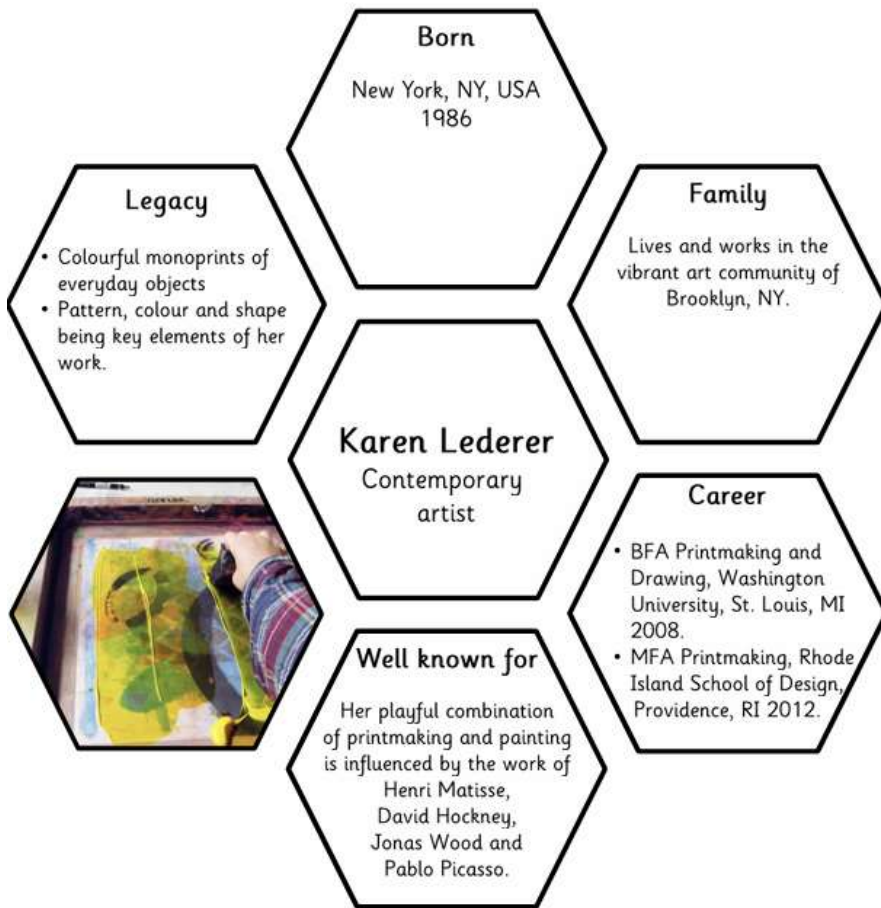 Born
New York, NY, USA
1986
Legacy
• Colourful monoprints of
everyday objects
• Pattern, colour and shape
being key elements of her
work.
Family
Lives and works in the
vibrant art community of
Brooklyn, NY.
Karen Lederer
Contemporary
artist
Career
• BFA Printmaking and
Drawing, Washington
University, St. Louis, MI
2008.
• MFA Printmaking, Rhode
Island School of Design,
Providence, RI 2012.
Well known for
Her playful combination
of printmaking and painting
is influenced by the work of
Henri Matisse,
David Hockney,
Jonas Wood and
Pablo Picasso.